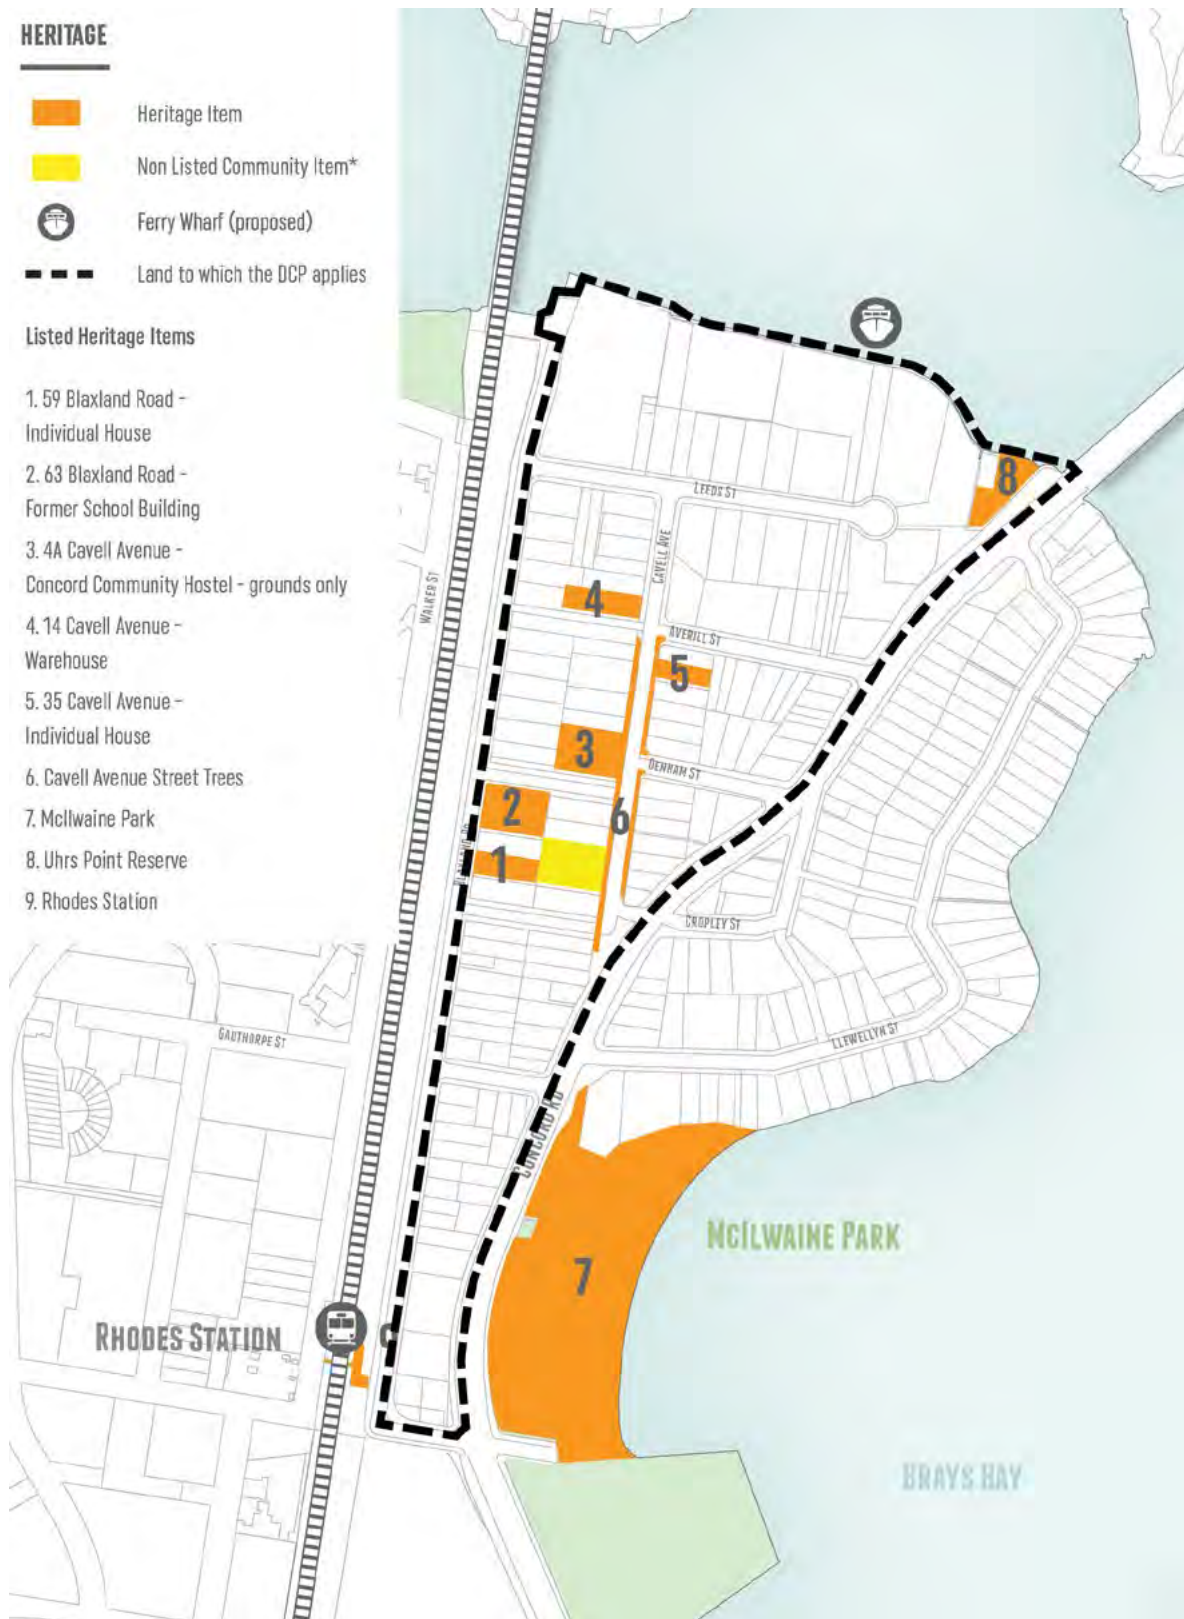 HERITAGE
Heritage Item
Non Listed Community Item*
Ferry Wharf (proposed)
Land to which the DCP applies
Listed Heritage Items
1. 59 Blaxland Road -
Individual House
2. 63 Blaxland Road -
Former School Building
3. 4A Cavell Avenue -
Concord Community Hostel - grounds only
4. 14 Cavell Avenue -
Warehouse
5. 35 Cavell Avenue -
Individual House
6. Cavell Avenue Street Trees
7. McIlwaine Park
8. Uhrs Point Reserve
9. Rhodes Station
8
LEEDS ST
CAVELL AVE
WALKER ST
4
AVERILL ST
5
3
DENHAM ST
2
6
1
CROPLEY ST
GAUTHORPE ST
LLEWELLYN ST
CONCORD RD
MCILWAINE PARK
7
RHODES STATION
BRAYS BAY